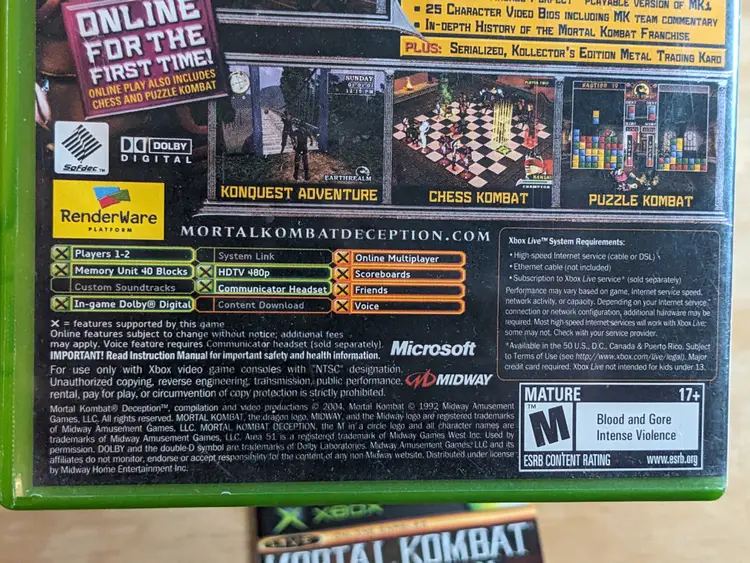 PLAYABLE VERSION OF MK1
• 25 CHARACTER VIDEO BIOS INCLUDING MK TEAM COMMENTARY
• IN-DEPTH HISTORY OF THE MORTAL KOMBAT FRANCHISE
PLUS: SERIALIZED, KOLLECTOR'S EDITION METAL TRADING KARD
ONLINE
FOR THE
FIRST TIME!
ONLINE PLAY ALSO INCLUDES
CHESS AND PUZZLE KOMBAT
SUNDAY
EARTHREALM
KONQUEST ADVENTURE
CHESS KOMBAT
PUZZLE KOMBAT
SOFDEC
DOLBY
DIGITAL
RenderWare
PLATFORM
MORTALKOMBATDECEPTION.COM
X Players 1-2
X Memory Unit 40 Blocks
Custom Soundtracks
X In-game Dolby® Digital
System Link
X HDTV 480p
X Communicator Headset
Content Download
X Online Multiplayer
X Scoreboards
X Friends
X Voice
X = features supported by this game
Online features subject to change without notice; additional fees
may apply. Voice feature requires Communicator headset (sold separately).
IMPORTANT! Read Instruction Manual for important safety and health information.
For use only with Xbox video game consoles with "NTSC" designation.
Unauthorized copying, reverse engineering, transmission, public performance,
rental, pay for play, or circumvention of copy protection is strictly prohibited.
Microsoft
MIDWAY
Mortal Kombat® Deception™, compilation and video productions © 2004. Mortal Kombat © 1992 Midway Amusement
Games, LLC. All rights reserved. MORTAL KOMBAT, the dragon logo, MIDWAY, and the Midway logo are registered trademarks
of Midway Amusement Games, LLC. MORTAL KOMBAT, DECEPTION, the M in a circle logo and all character names are
trademarks of Midway Amusement Games, LLC. Area 51 is a registered trademark of Midway Games West Inc. Used by
permission. DOLBY and the double-D symbol are trademarks of Dolby Laboratories. Midway Amusement Games, LLC and its
affiliates do not monitor, endorse or accept responsibility for the content of any non Midway website. Distributed under license
by Midway Home Entertainment Inc.
Xbox Live™ System Requirements:
• High-speed Internet service (cable or DSL)
• Ethernet cable (not included)
• Subscription to Xbox Live service* (sold separately)
Performance may vary based on game, Internet service speed,
network activity, or capacity. Depending on your Internet service,
connection or network configuration, additional hardware may be
required. Most high-speed Internet services will work with Xbox Live;
some may not. Check with your service provider.
*Available in the 50 U.S., D.C., Canada & Puerto Rico. Subject
to Terms of Use (see http://www.xbox.com/live/legal). Major
credit card required. Xbox Live not intended for kids under 13.
MATURE 17+
M
Blood and Gore
Intense Violence
ESRB CONTENT RATING www.esrb.org
XBOX
LIVE
MORTAL KOMBAT